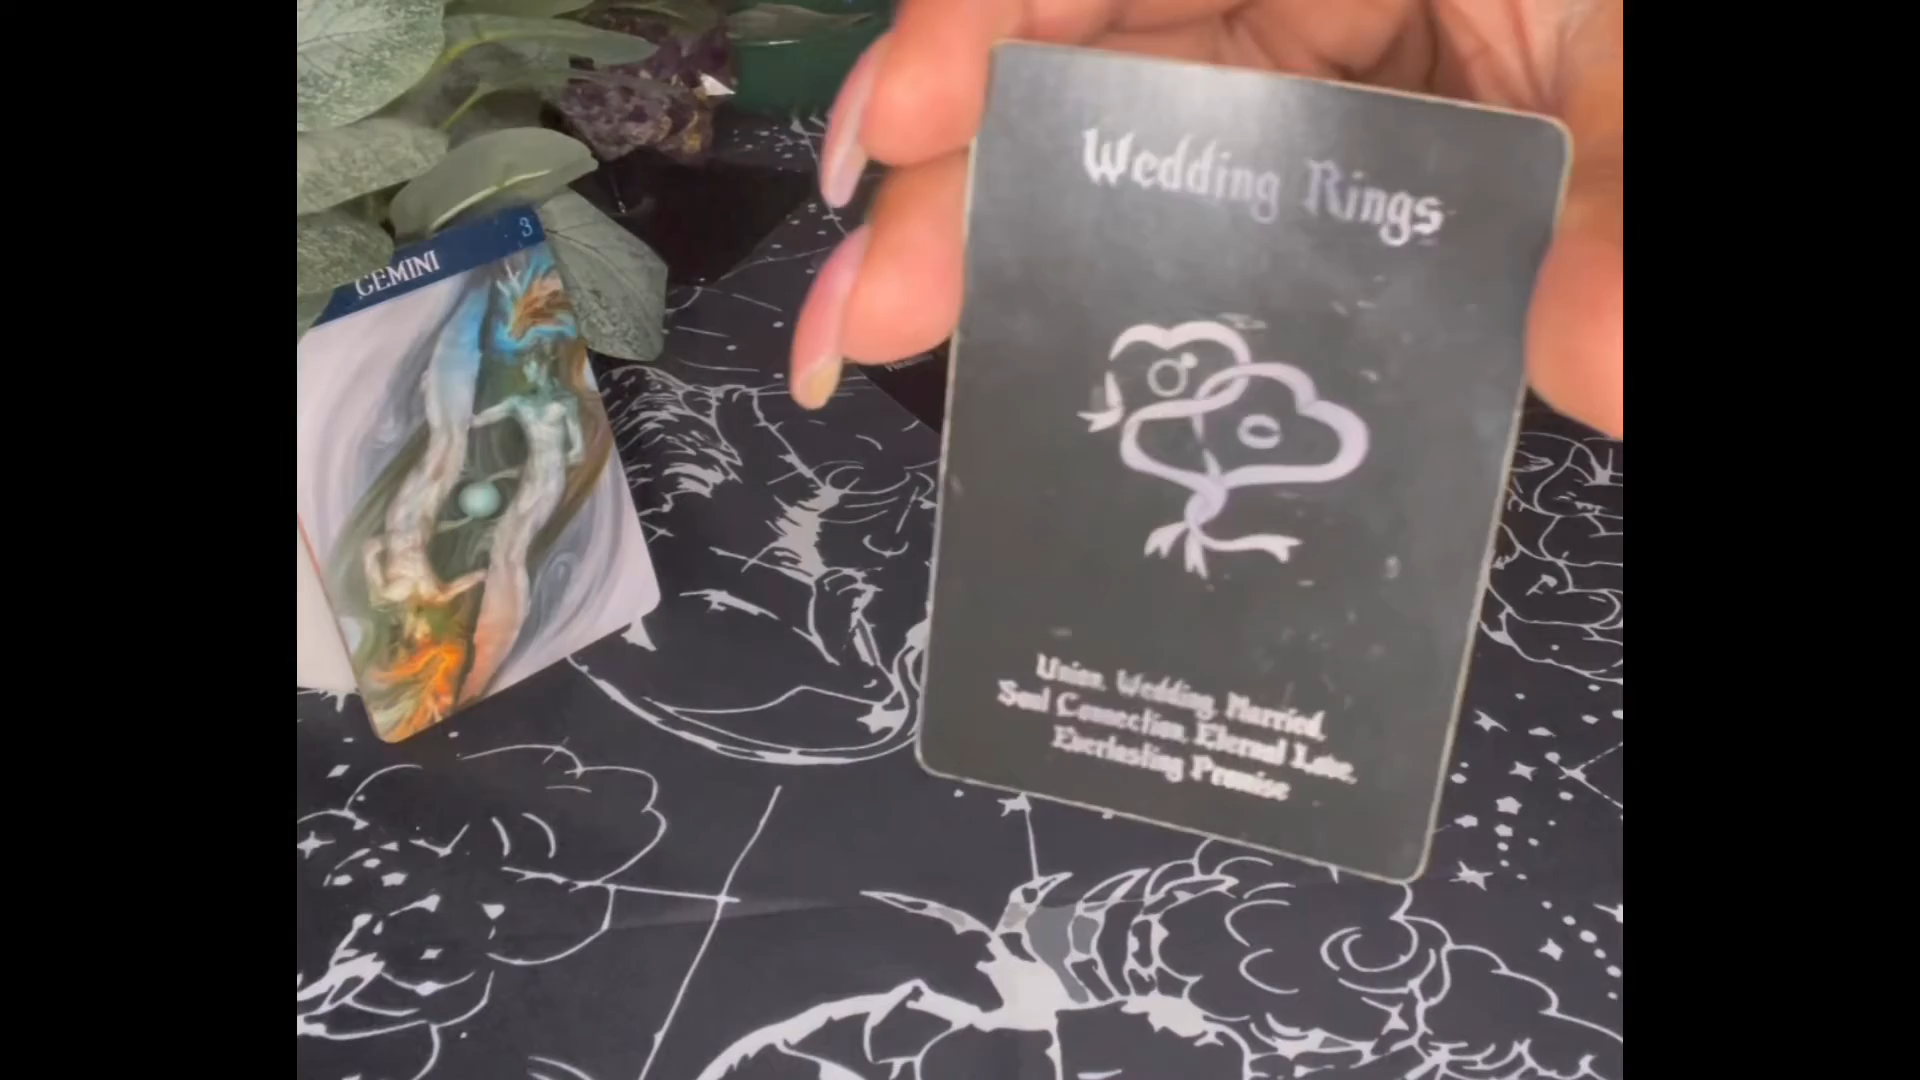 Wedding Rings
3
GEMINI
Union, Wedding, Married,
Soul Connection, Eternal Love,
Everlasting Promise